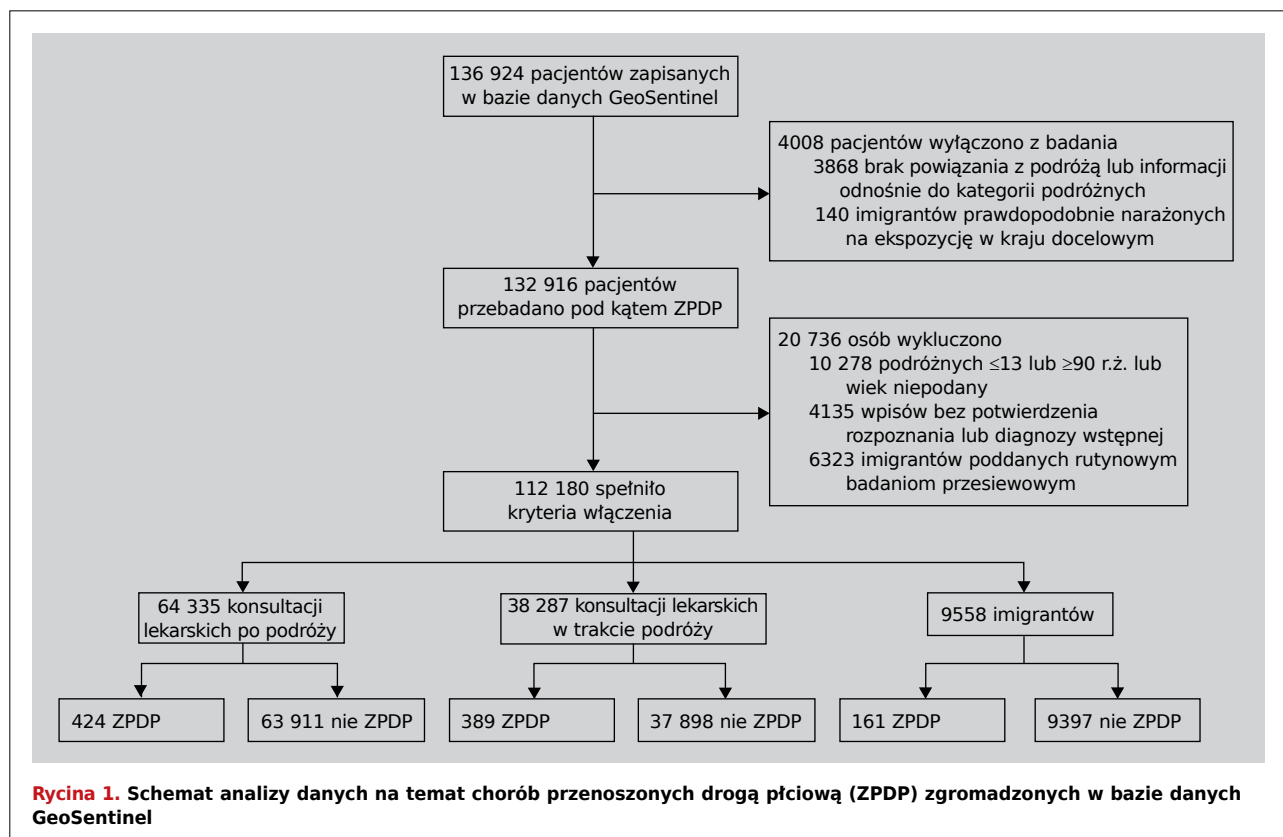 136 924 pacjentów zapisanych
w bazie danych GeoSentinel
4008 pacjentów wyłączono z badania
3868 brak powiązania z podróżą lub informacji
odnośnie do kategorii podróżnych
140 imigrantów prawdopodobnie narażonych
na ekspozycję w kraju docelowym
132 916 pacjentów
przebadano pod kątem ZPDP
20 736 osób wykluczono
10 278 podróżnych ≤13 lub ≥90 r.ż. lub
wiek niepodany
4135 wpisów bez potwierdzenia
rozpoznania lub diagnozy wstępnej
6323 imigrantów poddanych rutynowym
badaniom przesiewowym
112 180 spełniło
kryteria włączenia
64 335 konsultacji
lekarskich po podróży
38 287 konsultacji lekarskich
w trakcie podróży
9558 imigrantów
424 ZPDP
63 911 nie ZPDP
389 ZPDP
37 898 nie ZPDP
161 ZPDP
9397 nie ZPDP
Rycina 1. Schemat analizy danych na temat chorób przenoszonych drogą płciową (ZPDP) zgromadzonych w bazie danych
GeoSentinel